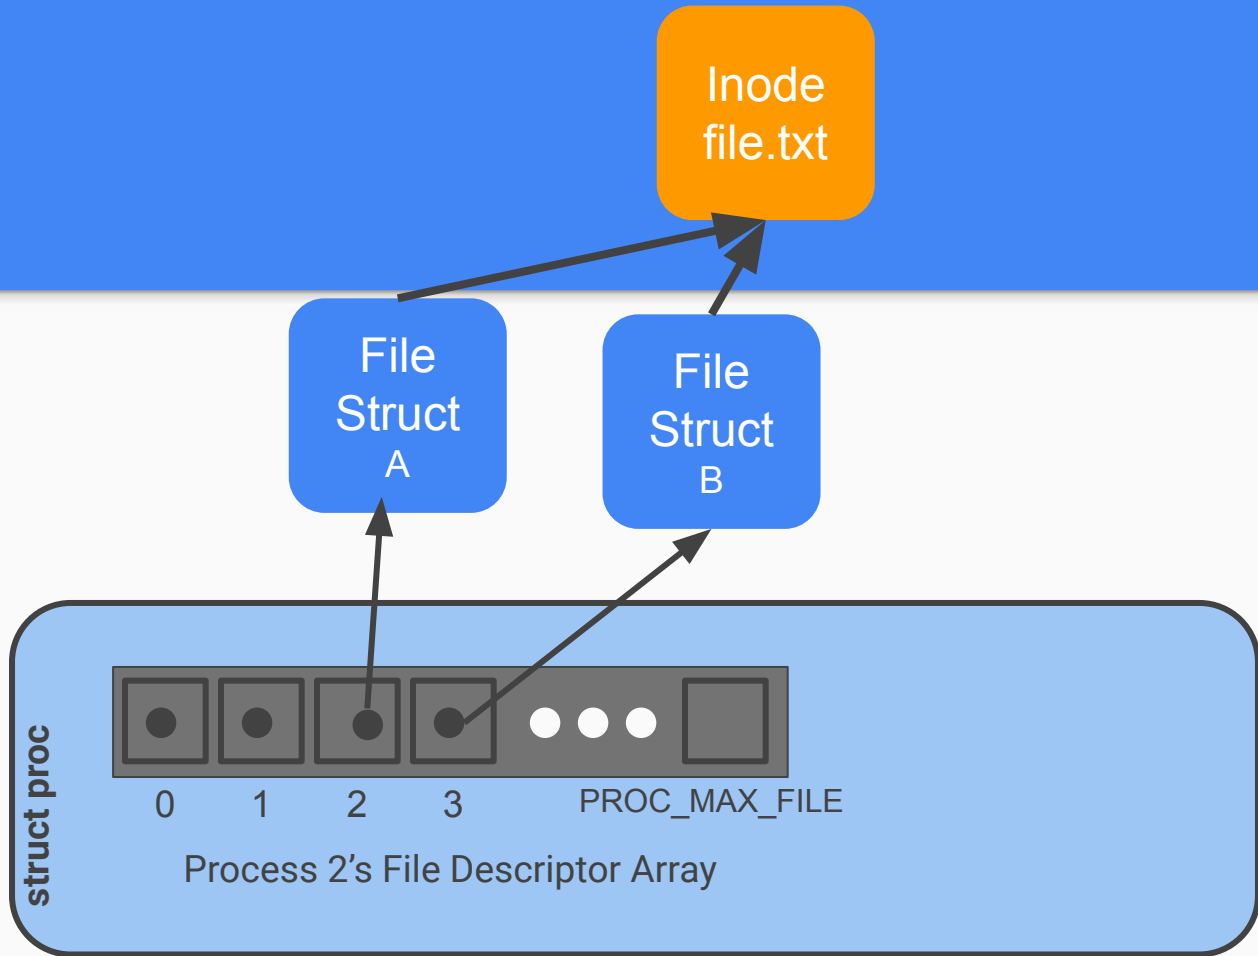 Inode
file.txt
File
Struct
A
File
Struct
B
struct proc
0
1
2
3
PROC_MAX_FILE
Process 2’s File Descriptor Array